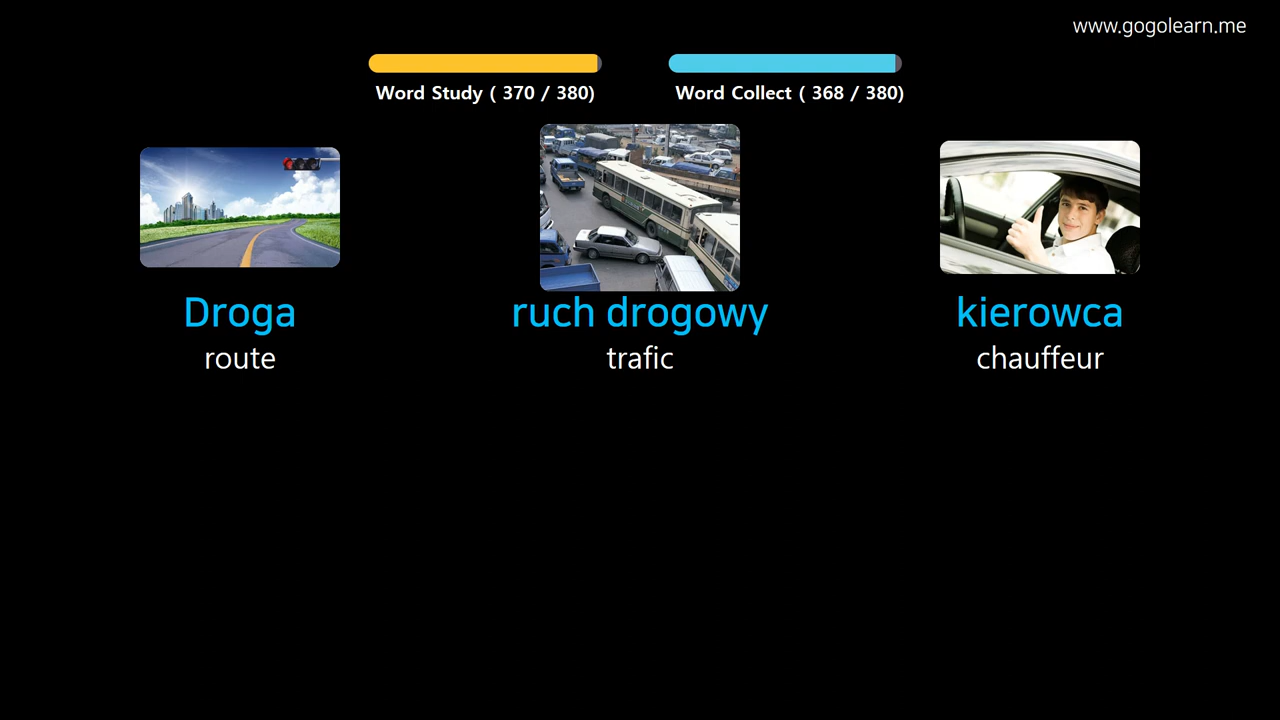 www.gogolearn.me
Word Study ( 370 / 380)
Word Collect ( 368 / 380)
Droga
route
ruch drogowy
trafic
kierowca
chauffeur